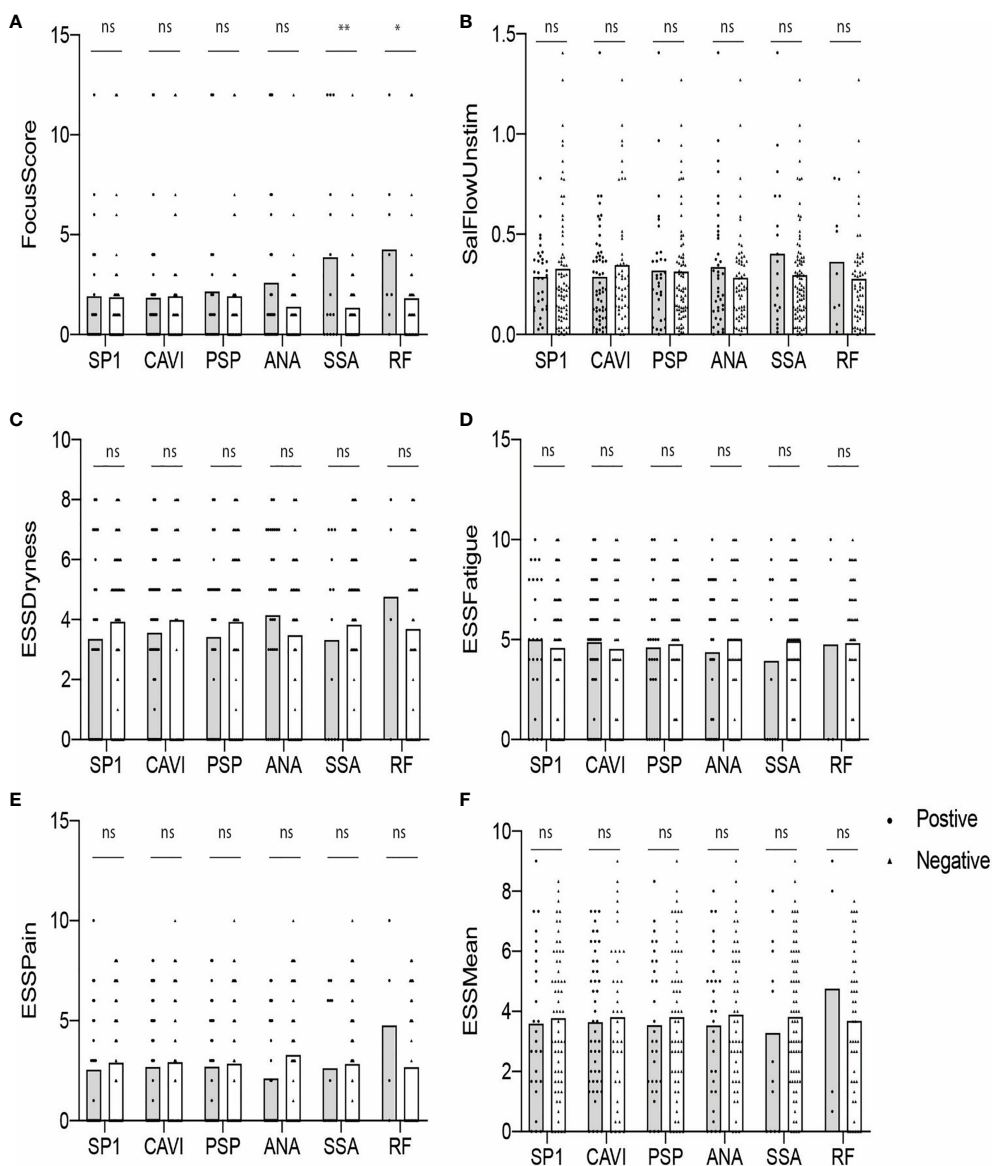 A
ns ns ns ns ** *
FocusScore
15
10
5
0
SP1 CAVI PSP ANA SSA RF
B
ns ns ns ns ns ns
SalFlowUnstim
1.5
1.0
0.5
0.0
SP1 CAVI PSP ANA SSA RF
C
ns ns ns ns ns ns
ESSDryness
10
8
6
4
2
0
SP1 CAVI PSP ANA SSA RF
D
ns ns ns ns ns ns
ESSFatigue
15
10
5
0
SP1 CAVI PSP ANA SSA RF
E
ns ns ns ns ns ns
ESSPain
15
10
5
0
SP1 CAVI PSP ANA SSA RF
F
ns ns ns ns ns ns
ESSMean
10
8
6
4
2
0
SP1 CAVI PSP ANA SSA RF
Postive
Negative